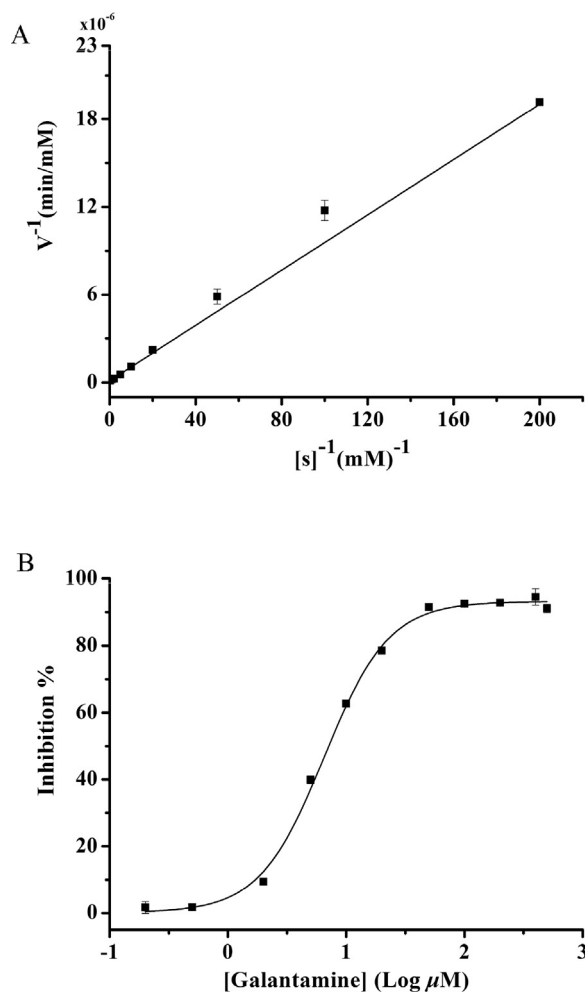 A
x10⁻⁶
23
18
12
6
0
V⁻¹(min/mM)
0 40 80 120 160 200
[s]⁻¹(mM)⁻¹
B
100
80
60
40
20
0
Inhibition %
-1 0 1 2 3
[Galantamine] (Log μM)